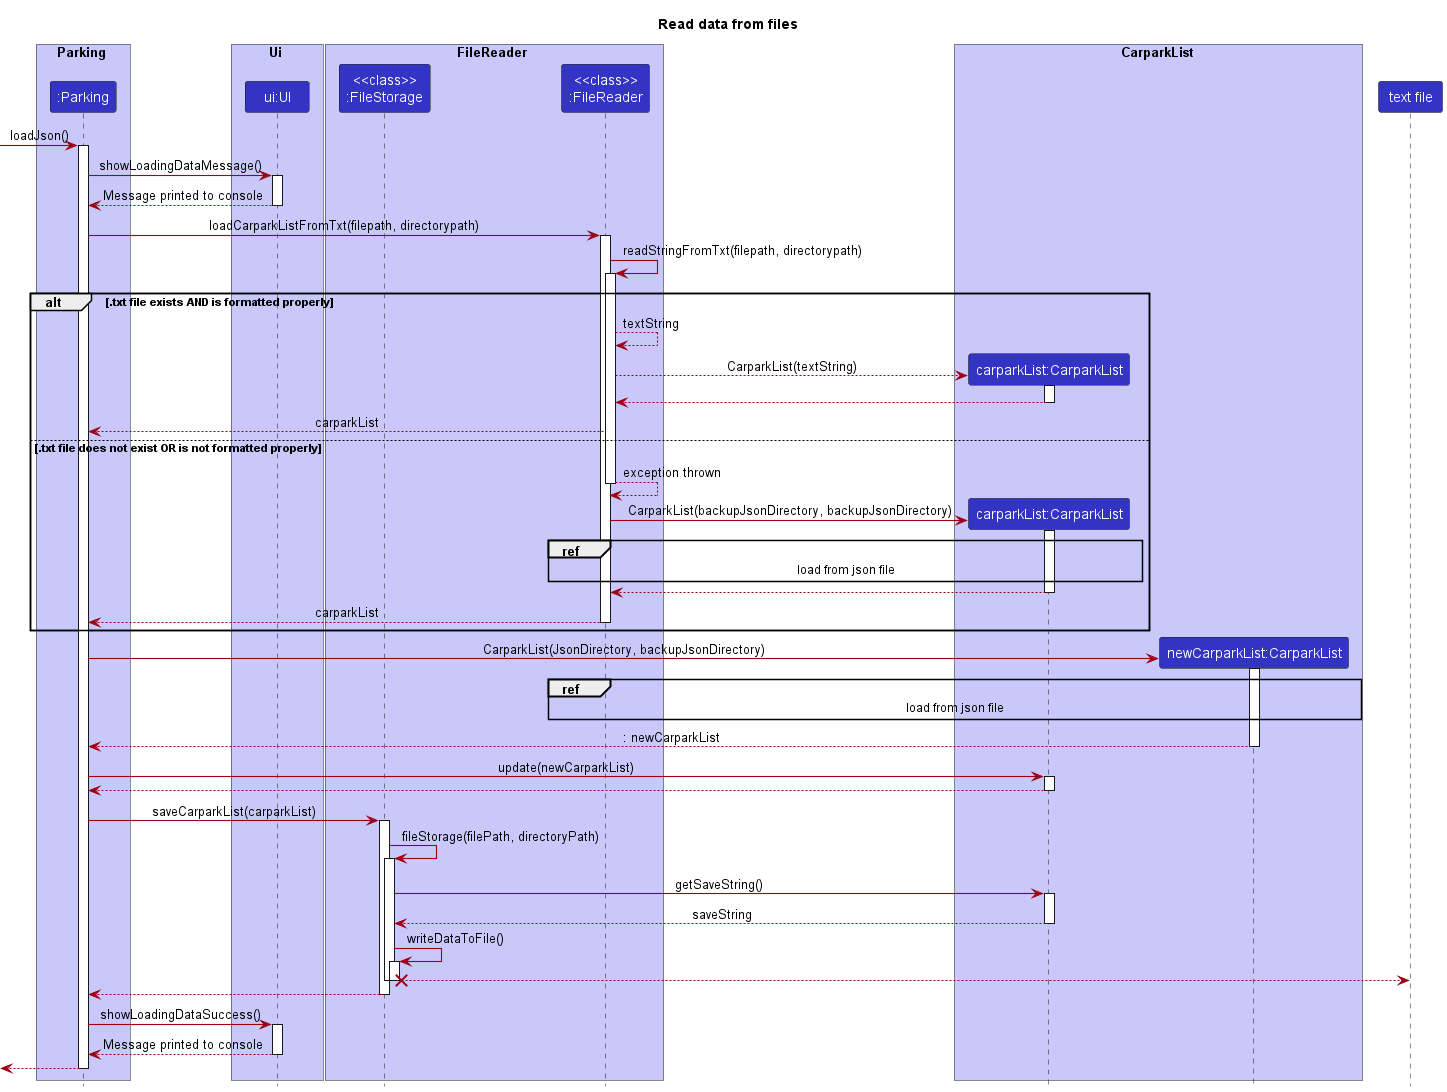 Read data from files
Parking
Ui
FileReader
CarparkList
:Parking
ui:UI
<<class>>
:FileStorage
<<class>>
:FileReader
text file
loadJson()
showLoadingDataMessage()
Message printed to console
loadCarparkListFromTxt(filepath, directorypath)
readStringFromTxt(filepath, directorypath)
alt
[.txt file exists AND is formatted properly]
textString
CarparkList(textString)
carparkList:CarparkList
carparkList
[.txt file does not exist OR is not formatted properly]
exception thrown
CarparkList(backupJsonDirectory, backupJsonDirectory)
carparkList:CarparkList
ref
load from json file
carparkList
CarparkList(JsonDirectory, backupJsonDirectory)
newCarparkList:CarparkList
ref
load from json file
: newCarparkList
update(newCarparkList)
saveCarparkList(carparkList)
fileStorage(filePath, directoryPath)
getSaveString()
saveString
writeDataToFile()
showLoadingDataSuccess()
Message printed to console